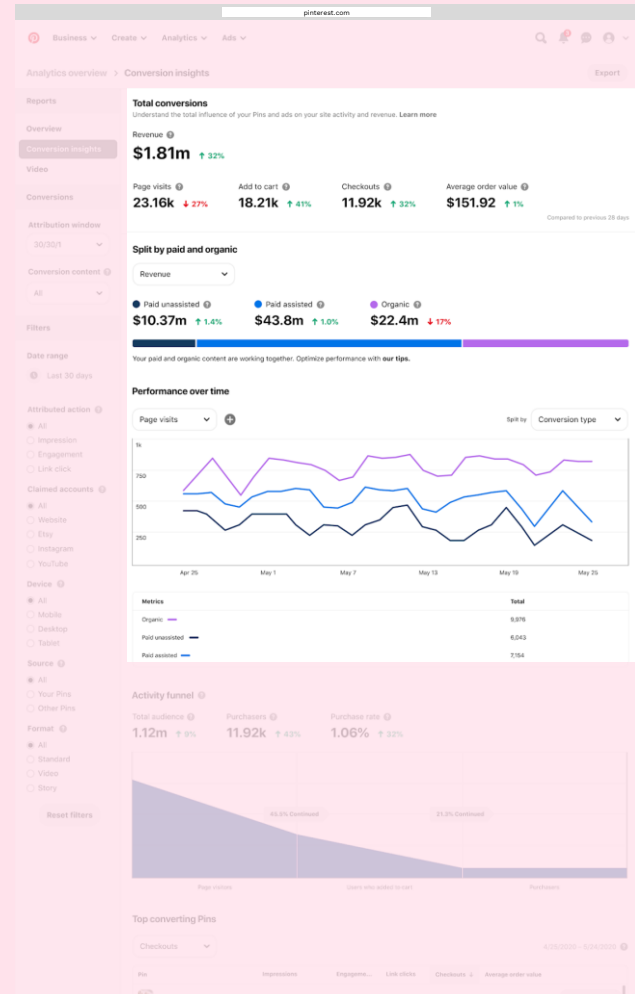 pinterest.com
Business Create Analytics Ads
Analytics overview > Conversion insights Export
Reports
Overview
Conversion insights
Video
Conversions
Attribution window
30/30/1
Conversion content
All
Filters
Date range
Last 30 days
Attributed action
All
Impression
Engagement
Link click
Claimed accounts
All
Website
Etsy
Instagram
YouTube
Device
All
Mobile
Desktop
Tablet
Source
All
Your Pins
Other Pins
Format
All
Standard
Video
Story
Reset filters
Total conversions
Understand the total influence of your Pins and ads on your site activity and revenue. Learn more
Revenue
$1.81m ↑ 32%
Page visits Add to cart Checkouts Average order value
23.16k ↓ 27% 18.21k ↑ 41% 11.92k ↑ 32% $151.92 ↑ 1%
Compared to previous 28 days
Split by paid and organic
Revenue
Paid unassisted Paid assisted Organic
$10.37m ↑ 1.4% $43.8m ↑ 1.0% $22.4m ↓ 17%
Your paid and organic content are working together. Optimize performance with our tips.
Performance over time
Page visits Split by Conversion type
1k
750
500
250
Apr 25 May 1 May 7 May 13 May 19 May 25
Metrics Total
Organic 9,976
Paid unassisted 6,043
Paid assisted 7,154
Activity funnel
Total audience Purchasers Purchase rate
1.12m 11.92k ↑ 43% 1.06% ↑ 32%
Continued Continued
Users who added to cart Purchasers
Top converting Pins
Checkouts
Pin Impressions Engageme... Link clicks Checkouts ↓ Average order value